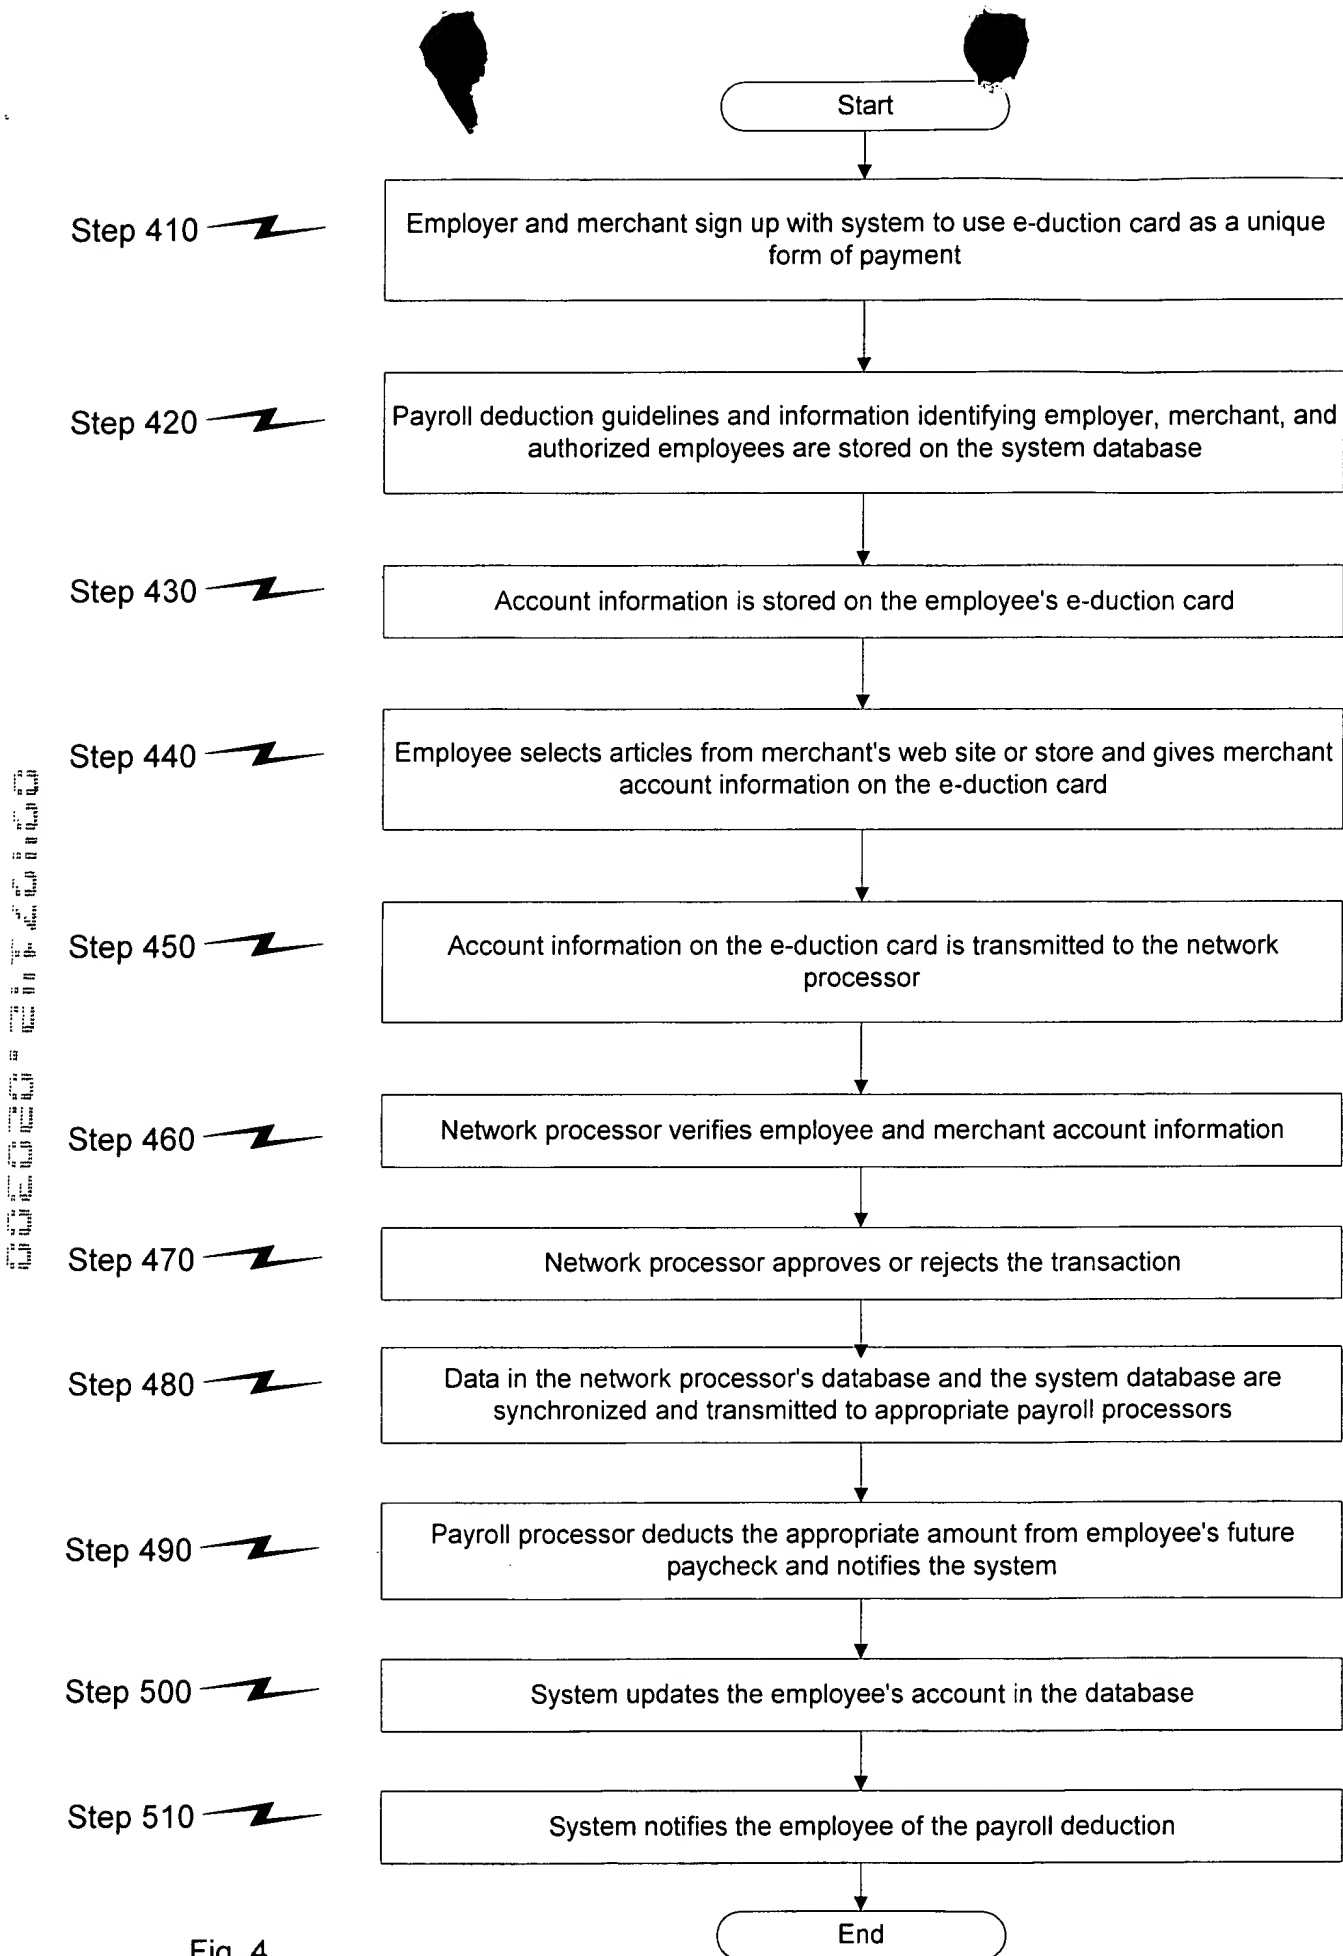 Start
Step 410
Employer and merchant sign up with system to use e-duction card as a unique
form of payment
Step 420
Payroll deduction guidelines and information identifying employer, merchant, and
authorized employees are stored on the system database
Step 430
Account information is stored on the employee's e-duction card
Step 440
Employee selects articles from merchant's web site or store and gives merchant
account information on the e-duction card
Step 450
Account information on the e-duction card is transmitted to the network
processor
Step 460
Network processor verifies employee and merchant account information
Step 470
Network processor approves or rejects the transaction
Step 480
Data in the network processor's database and the system database are
synchronized and transmitted to appropriate payroll processors
Step 490
Payroll processor deducts the appropriate amount from employee's future
paycheck and notifies the system
Step 500
System updates the employee's account in the database
Step 510
System notifies the employee of the payroll deduction
End
Fig. 4